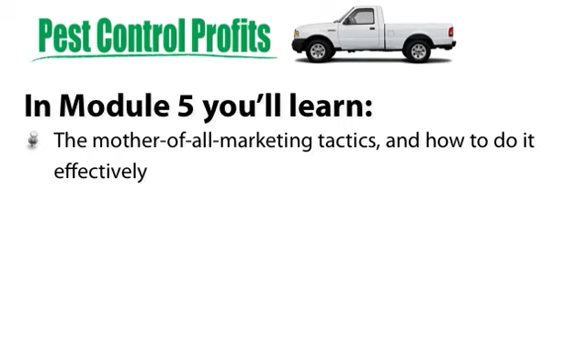 Pest Control Profits
In Module 5 you’ll learn:
The mother-of-all-marketing tactics, and how to do it
effectively